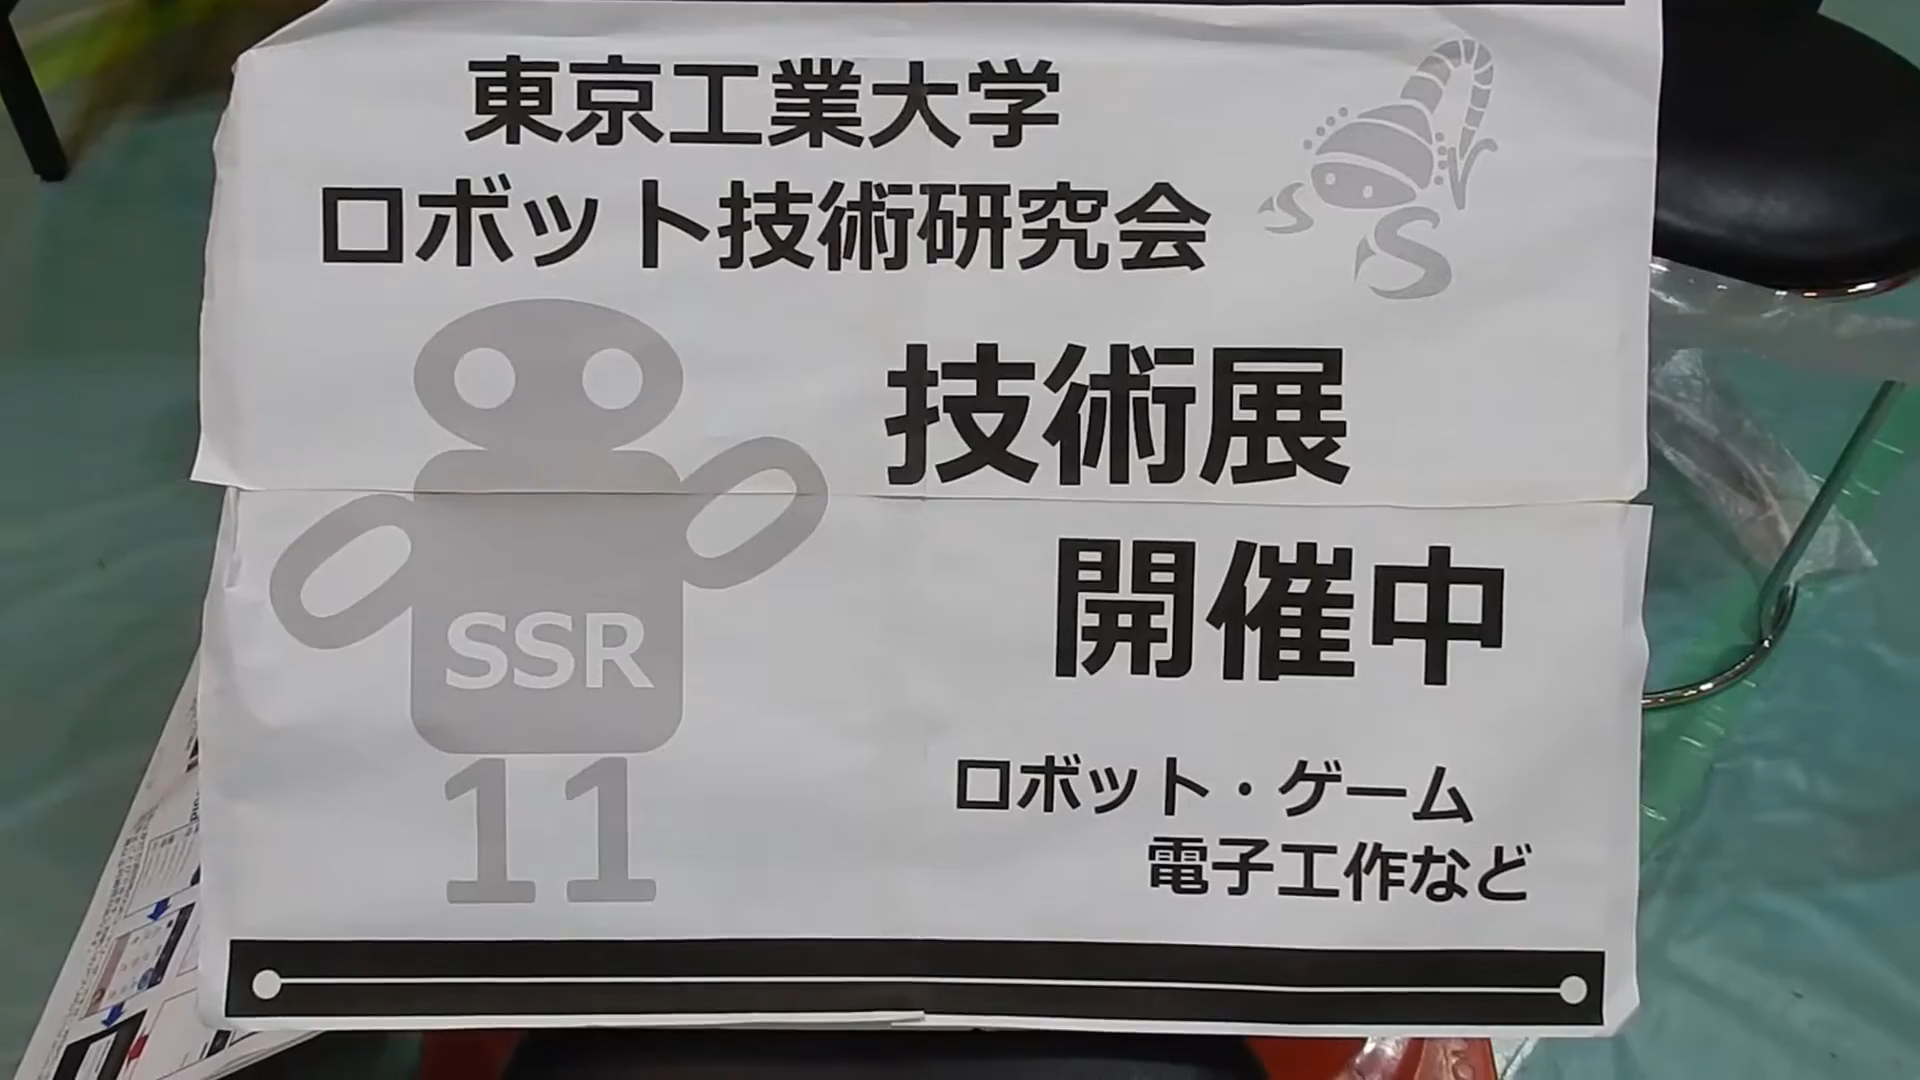 東京工業大学
ロボット技術研究会
技術展
開催中
SSR
11
ロボット・ゲーム
電子工作など